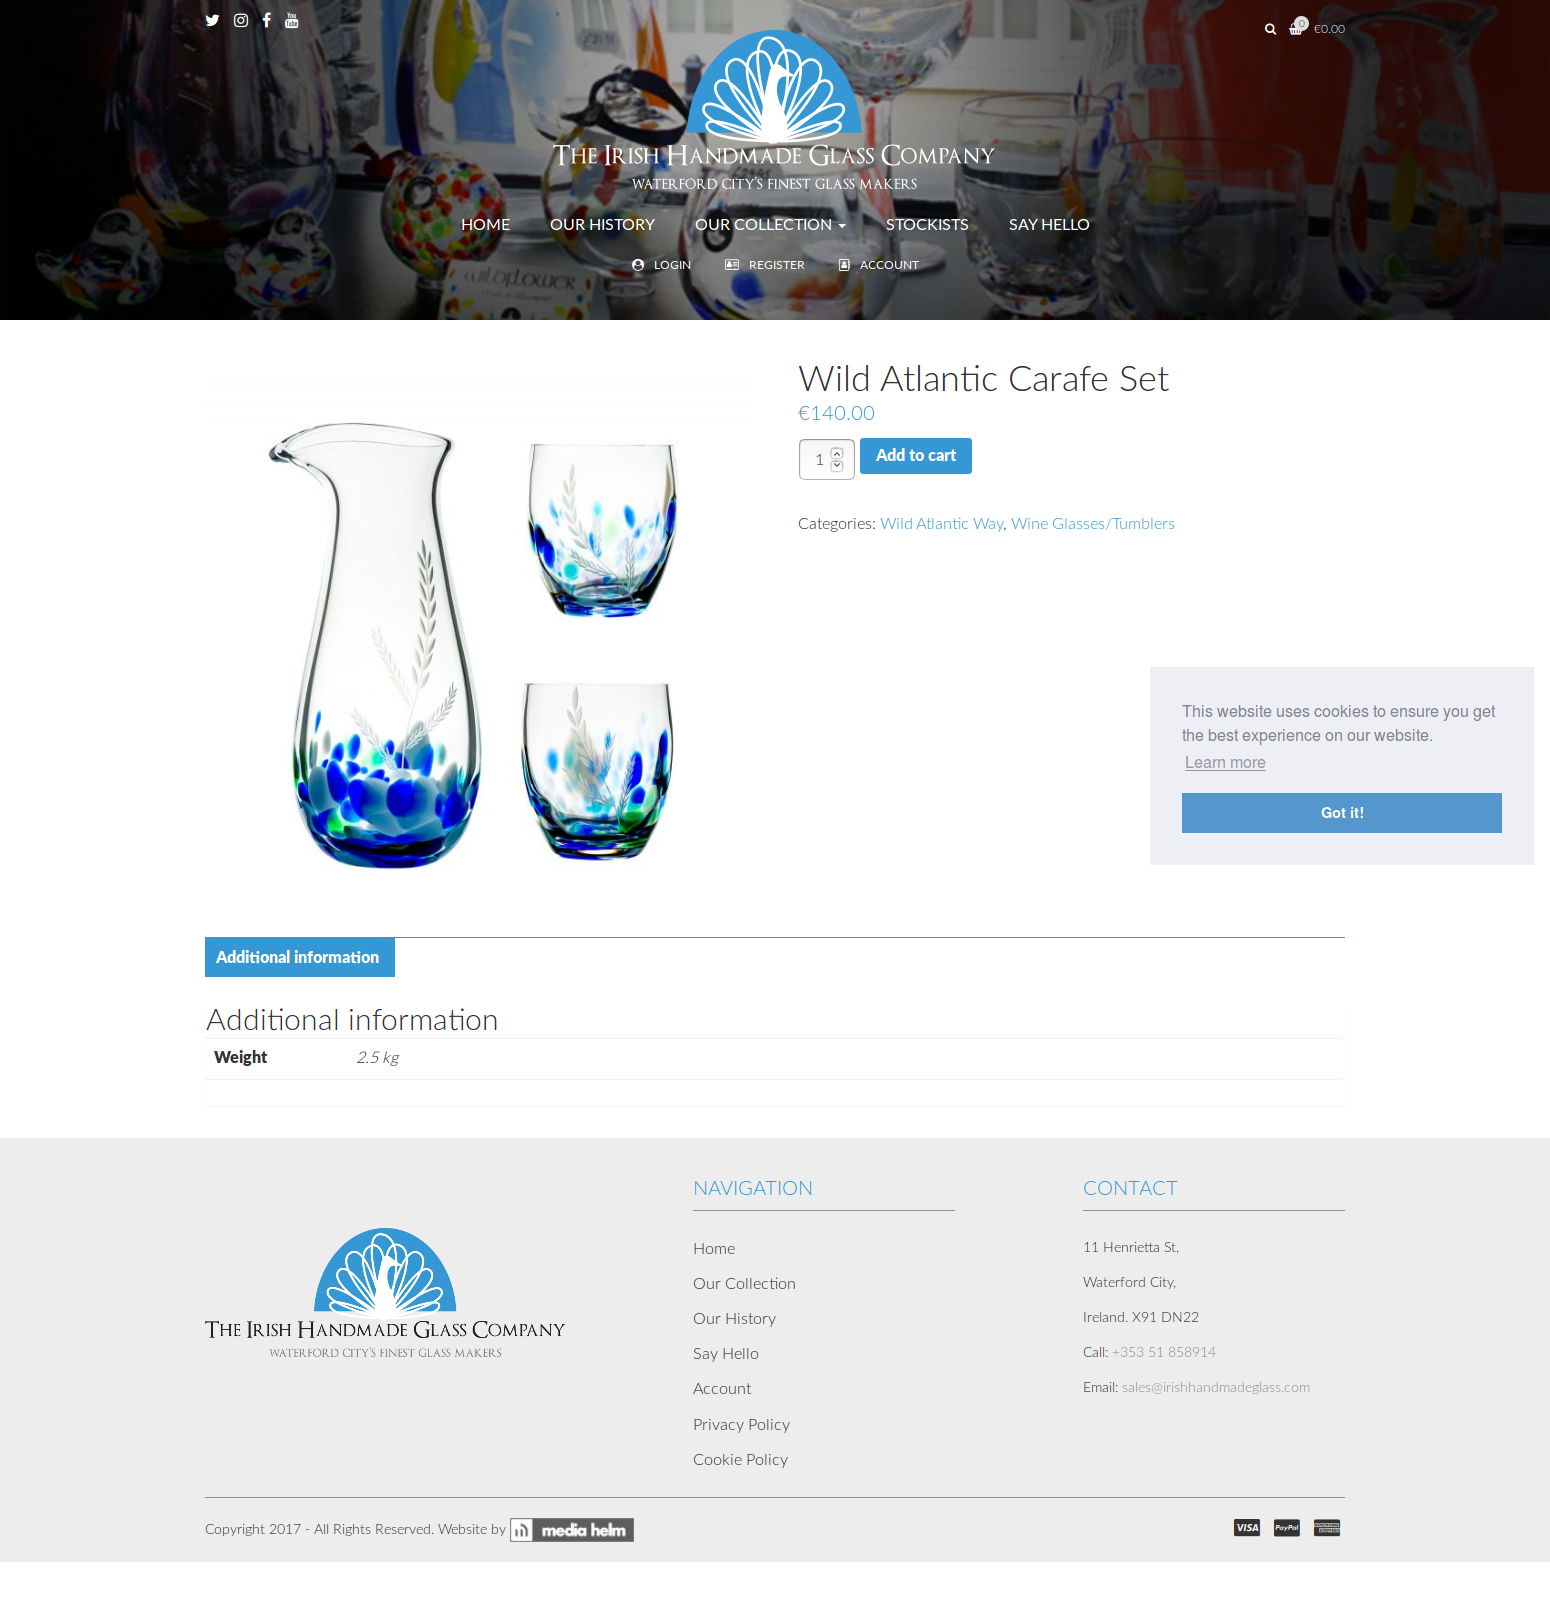 0 €0.00
THE IRISH HANDMADE GLASS COMPANY
WATERFORD CITY'S FINEST GLASS MAKERS
HOME OUR HISTORY OUR COLLECTION STOCKISTS SAY HELLO
LOGIN REGISTER ACCOUNT
Wild Atlantic Carafe Set
€140.00
1 Add to cart
Categories: Wild Atlantic Way, Wine Glasses/Tumblers
This website uses cookies to ensure you get
the best experience on our website.
Learn more
Got it!
Additional information
Additional information
Weight 2.5 kg
THE IRISH HANDMADE GLASS COMPANY
WATERFORD CITY'S FINEST GLASS MAKERS
NAVIGATION
Home
Our Collection
Our History
Say Hello
Account
Privacy Policy
Cookie Policy
CONTACT
11 Henrietta St,
Waterford City,
Ireland. X91 DN22
Call: +353 51 858914
Email: sales@irishhandmadeglass.com
Copyright 2017 - All Rights Reserved. Website by media helm
VISA PayPal